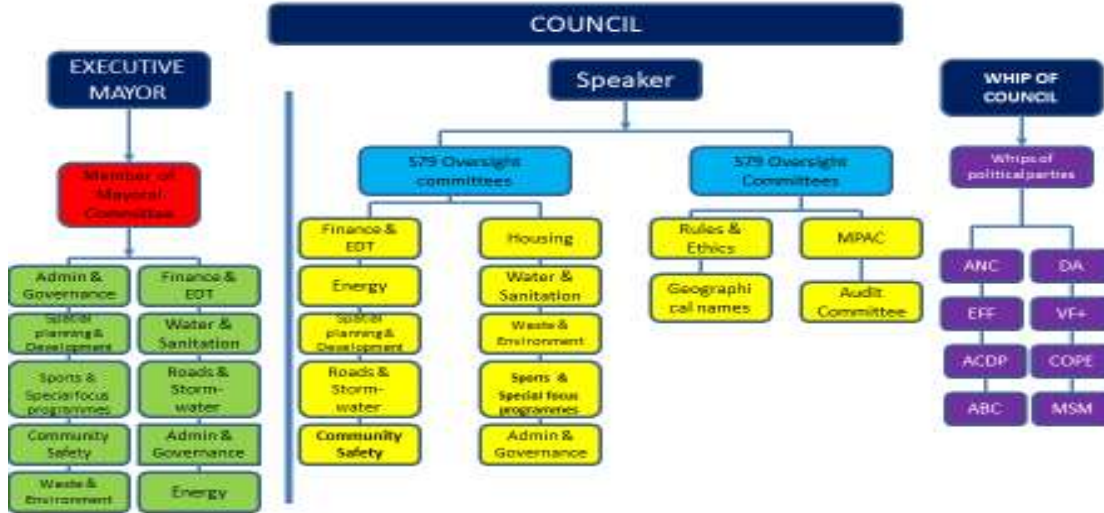 COUNCIL
EXECUTIVE
MAYOR
Speaker
WHIP OF
COUNCIL
Member of
Mayoral
Committee
S79 Oversight
committees
S79 Oversight
Committees
Whips of
political parties
Admin &
Governance
Spatial
planning &
Development
Sports &
Special focus
programmes
Community
Safety
Waste &
Environment
Finance &
EDT
Water &
Sanitation
Roads &
Storm-
water
Admin &
Governance
Energy
Finance &
EDT
Energy
Spatial
planning &
Development
Roads &
Storm-
water
Community
Safety
Housing
Water &
Sanitation
Waste &
Environment
Sports &
Special focus
programmes
Admin &
Governance
Rules &
Ethics
Geographi
cal names
MPAC
Audit
Committee
ANC
EFF
ACDP
ABC
DA
VF+
COPE
MSM